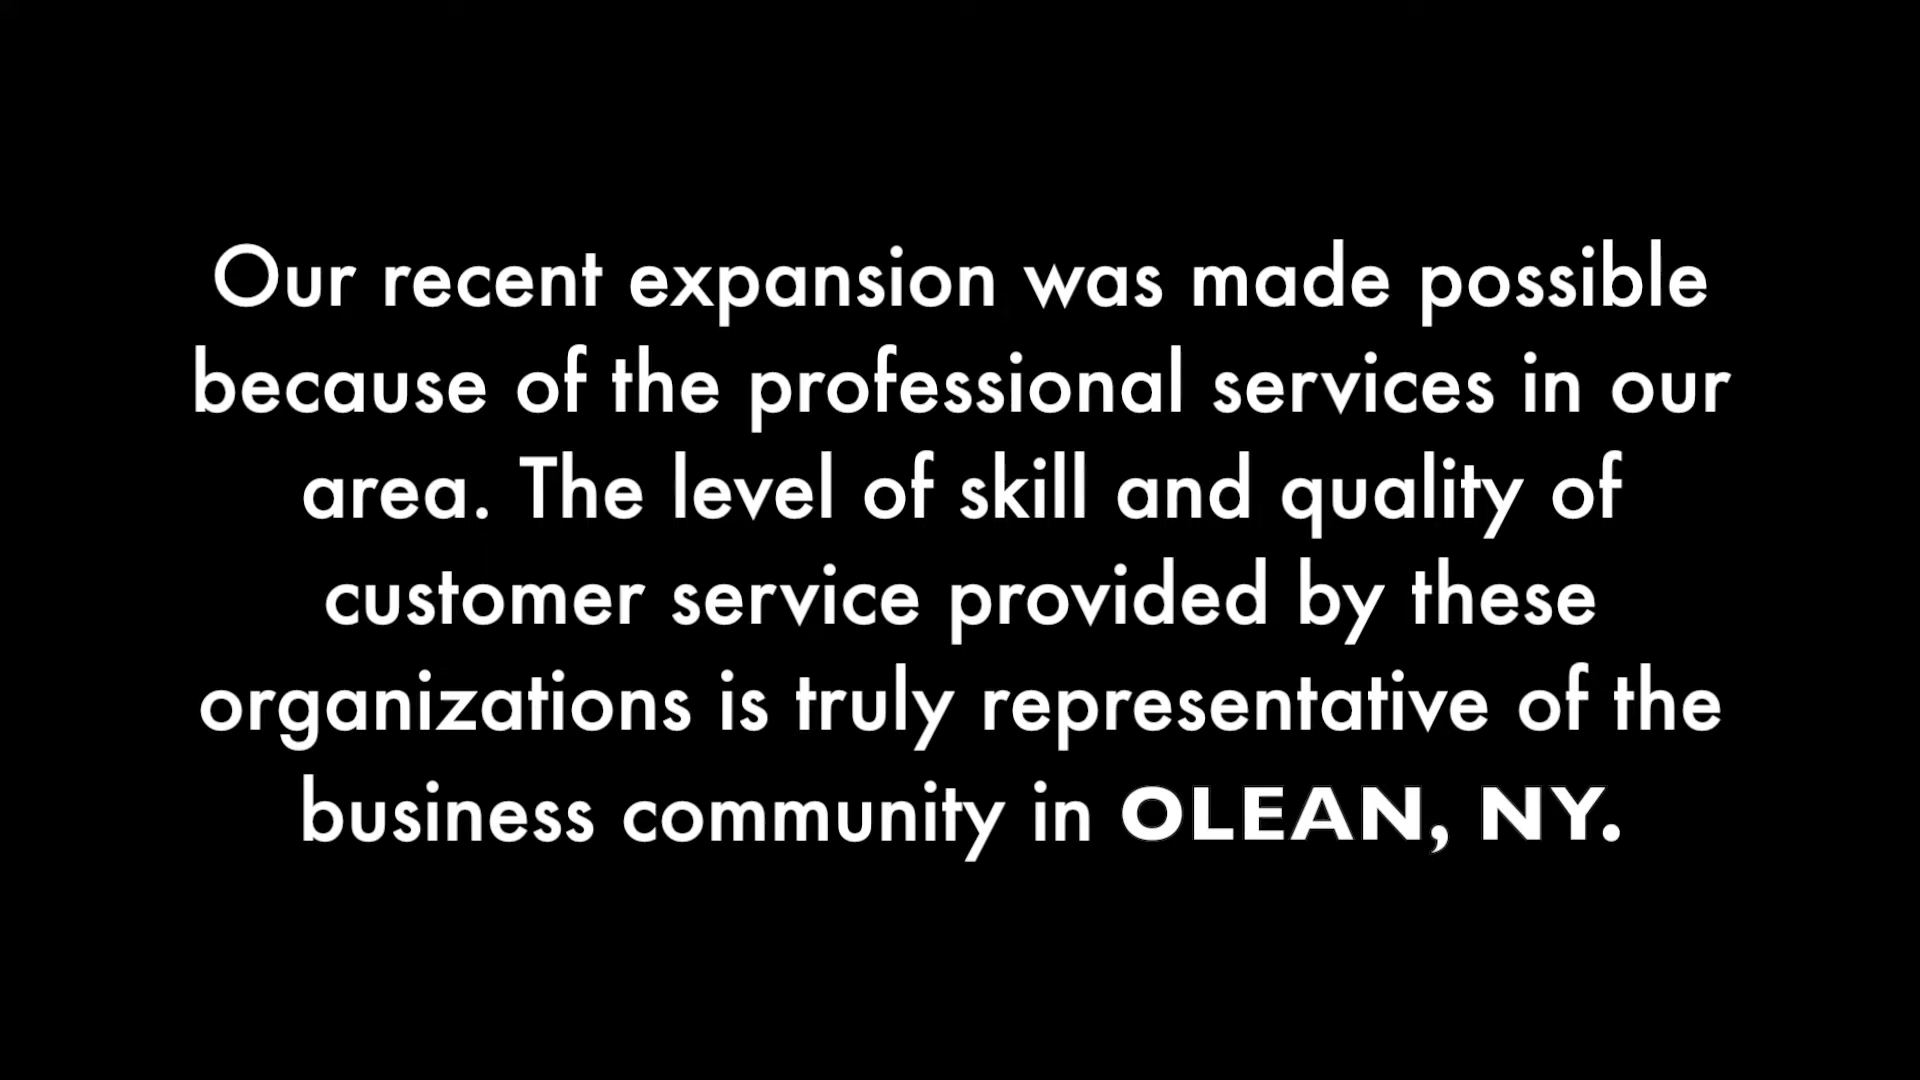 Our recent expansion was made possible
because of the professional services in our
area. The level of skill and quality of
customer service provided by these
organizations is truly representative of the
business community in OLEAN, NY.